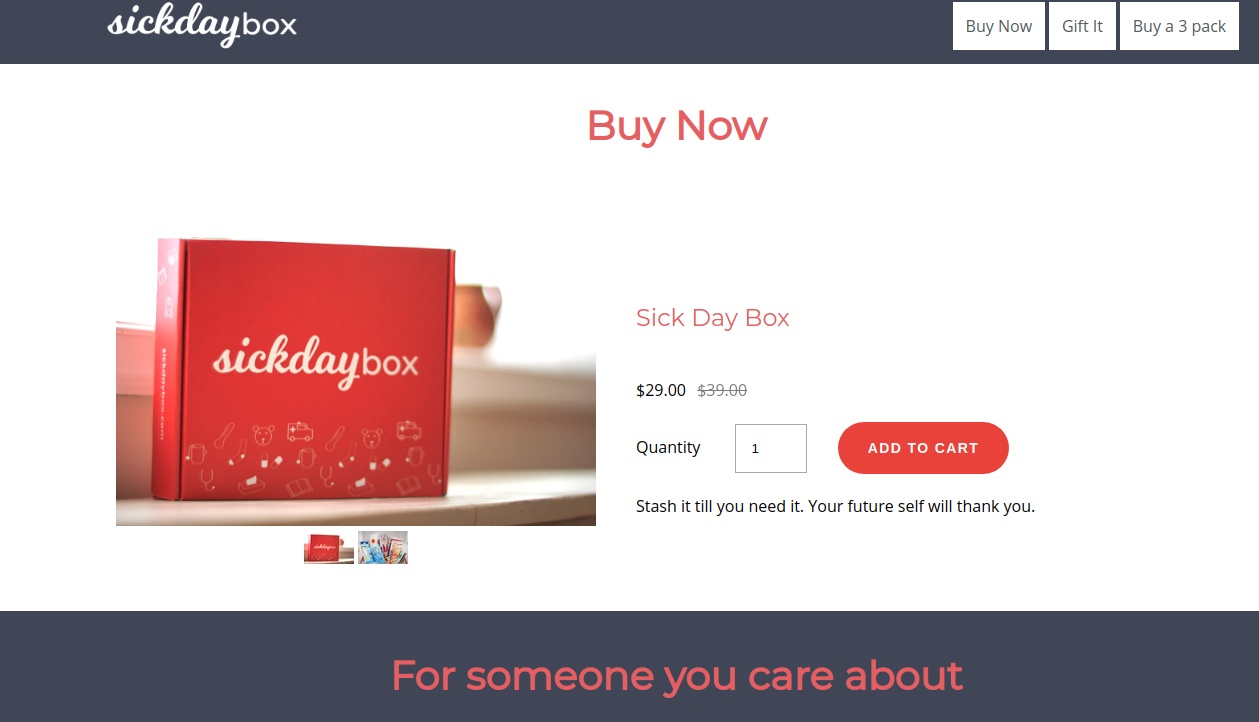 sickdaybox
Buy Now
Gift It
Buy a 3 pack
Buy Now
sickdaybox
sickdaybox.com
Sick Day Box
$29.00 $39.00
Quantity 1 ADD TO CART
Stash it till you need it. Your future self will thank you.
sickdaybox
For someone you care about